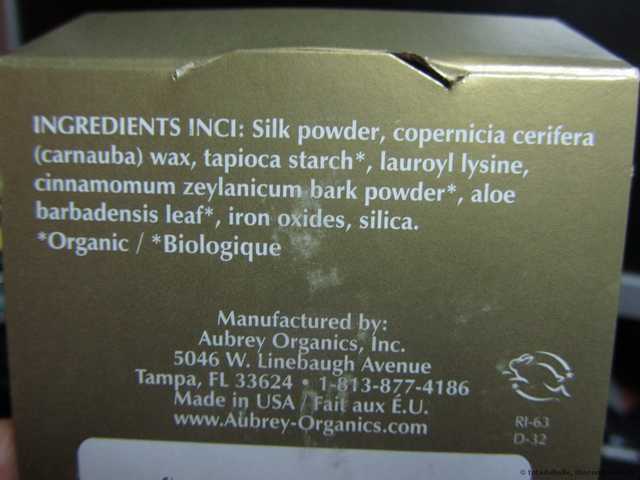 INGREDIENTS INCI: Silk powder, copernicia cerifera
(carnauba) wax, tapioca starch*, lauroyl lysine,
cinnamomum zeylanicum bark powder*, aloe
barbadensis leaf*, iron oxides, silica.
*Organic / *Biologique
Manufactured by:
Aubrey Organics, Inc.
5046 W. Linebaugh Avenue
Tampa, FL 33624 • 1-813-877-4186
Made in USA / Fait aux É.U.
www.Aubrey-Organics.com
RI-63
D-32